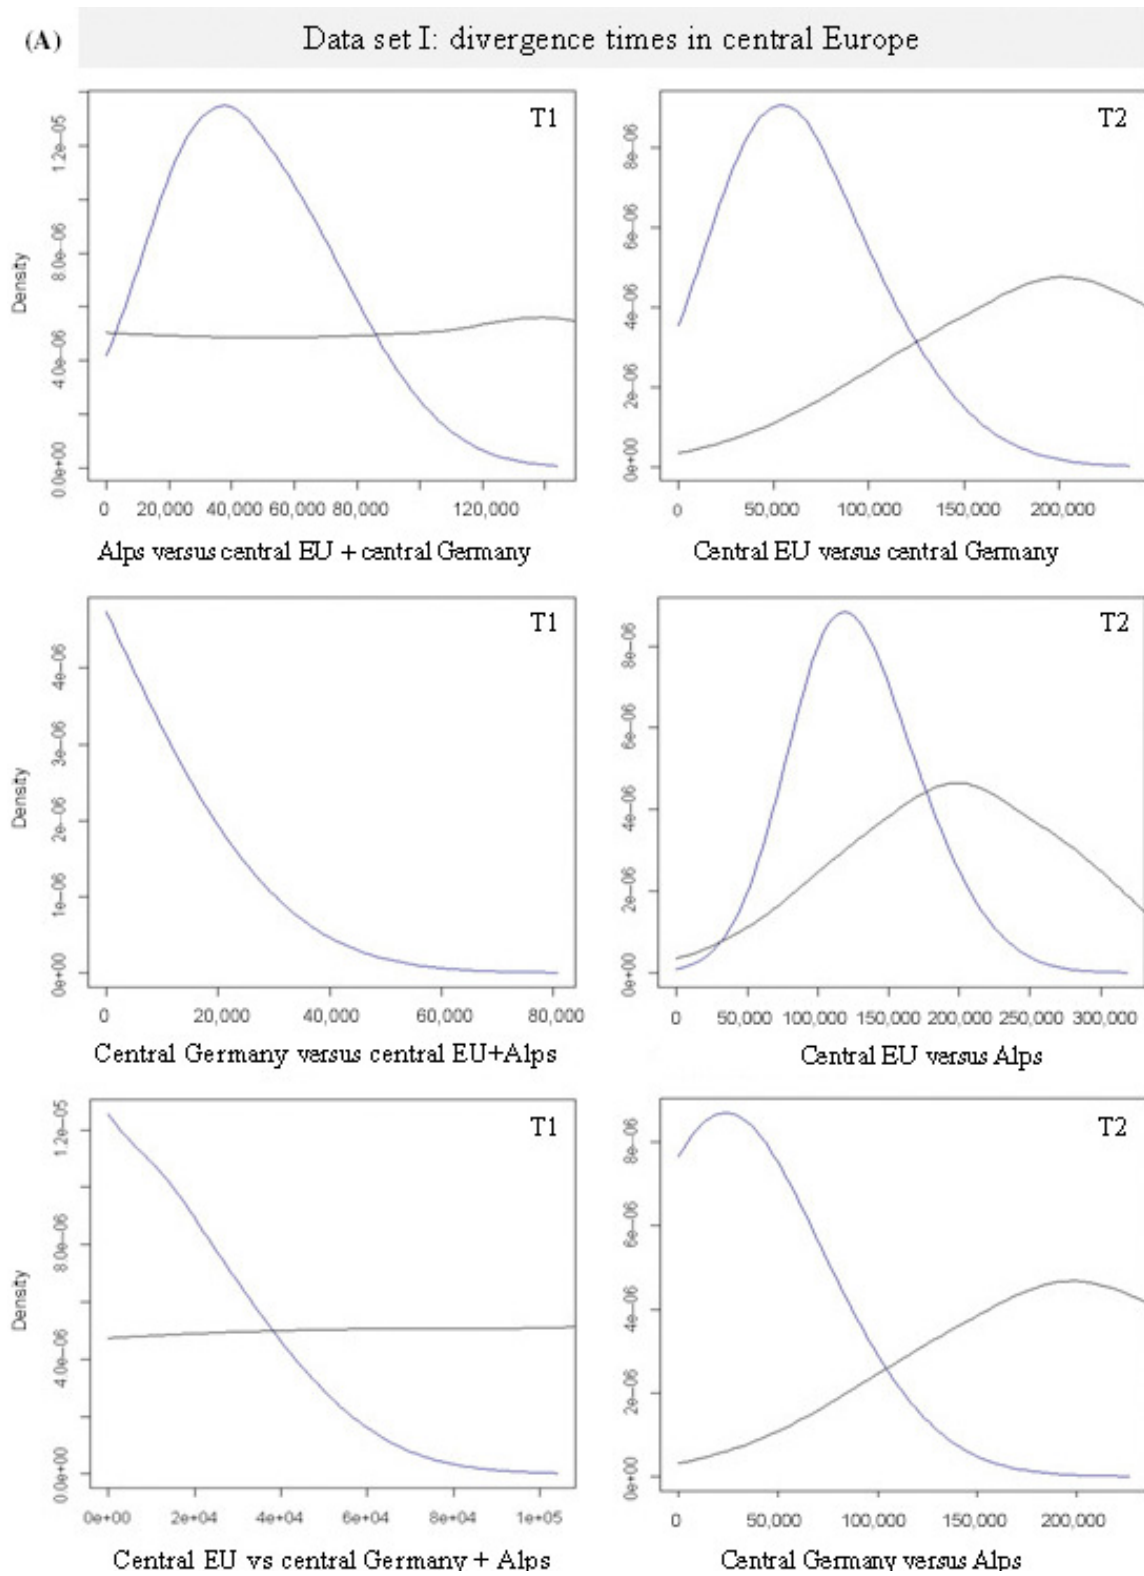 (A) Data set I: divergence times in central Europe
T1
Density
0.0e+00 4.0e−06 8.0e−06 1.2e−05
0 20,000 40,000 60,000 80,000 120,000
Alps versus central EU + central Germany
T2
0e+00 2e−06 4e−06 6e−06 8e−06
0 50,000 100,000 150,000 200,000
Central EU versus central Germany
T1
Density
0e+00 1e−06 2e−06 3e−06 4e−06
0 20,000 40,000 60,000 80,000
Central Germany versus central EU+Alps
T2
0e+00 2e−06 4e−06 6e−06 8e−06
0 50,000 100,000 150,000 200,000 250,000 300,000
Central EU versus Alps
T1
Density
0.0e+00 4.0e−06 8.0e−06 1.2e−05
0e+00 2e+04 4e+04 6e+04 8e+04 1e+05
Central EU vs central Germany + Alps
T2
0e+00 2e−06 4e−06 6e−06 8e−06
0 50,000 100,000 150,000 200,000
Central Germany versus Alps